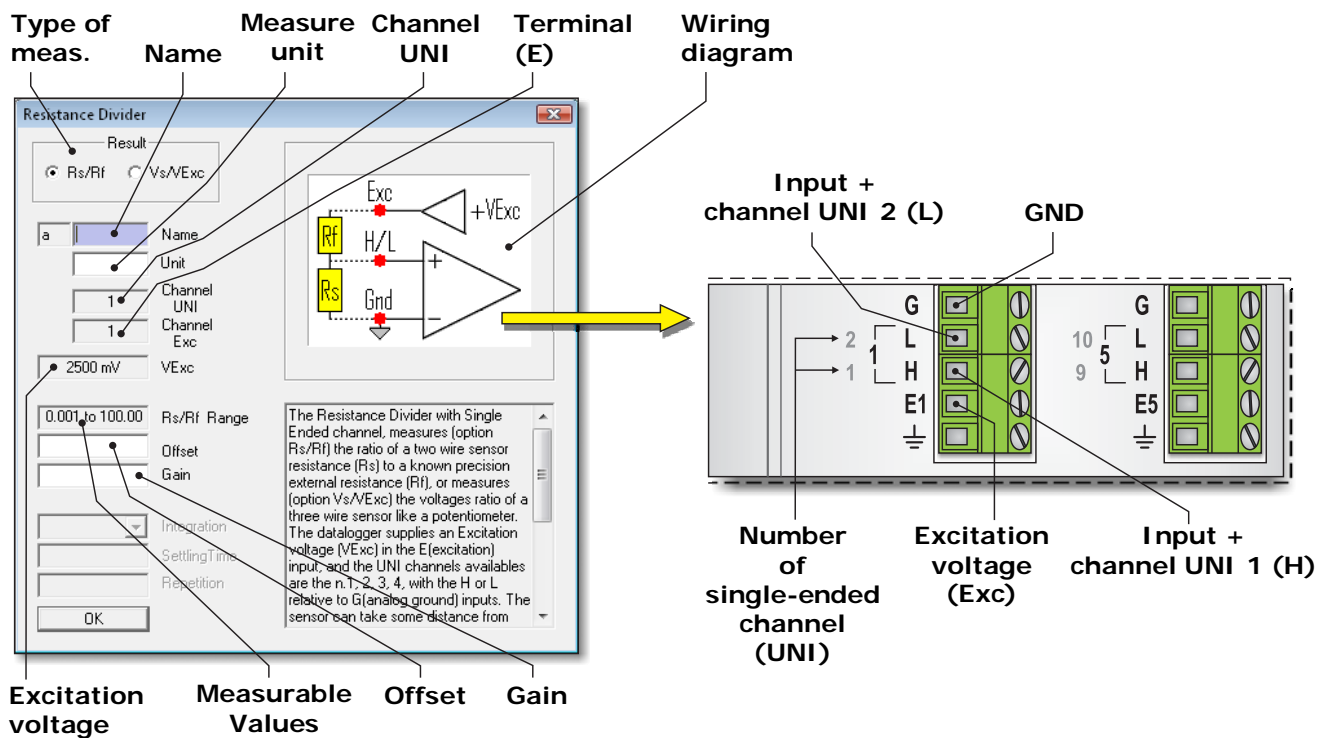 Type of
meas.
Name
Measure
unit
Channel
UNI
Terminal
(E)
Wiring
diagram
Resistance Divider
Result
Rs/Rf
Vs/VExc
a
Name
Unit
1
Channel
UNI
1
Channel
Exc
2500 mV
VExc
0.001 to 100.00
Rs/Rf Range
Offset
Gain
Integration
SettlingTime
Repetition
OK
Exc
+VExc
Rf
H/L
+
Rs
Gnd
−
The Resistance Divider with Single
Ended channel, measures (option
Rs/Rf) the ratio of a two wire sensor
resistance (Rs) to a known precision
external resistance (Rf), or measures
(option Vs/VExc) the voltages ratio of a
three wire sensor like a potentiometer.
The datalogger supplies an Excitation
voltage (VExc) in the E(excitation)
input, and the UNI channels available
are the n.1, 2, 3, 4, with the H or L
relative to G(analog ground) inputs. The
sensor can take some distance from
Excitation
voltage
Measurable
Values
Offset
Gain
Input +
channel UNI 2 (L)
GND
G
2
L
1
1
H
E1
G
10
L
5
9
H
E5
Number
of
single-ended
channel
(UNI)
Excitation
voltage
(Exc)
Input +
channel UNI 1 (H)